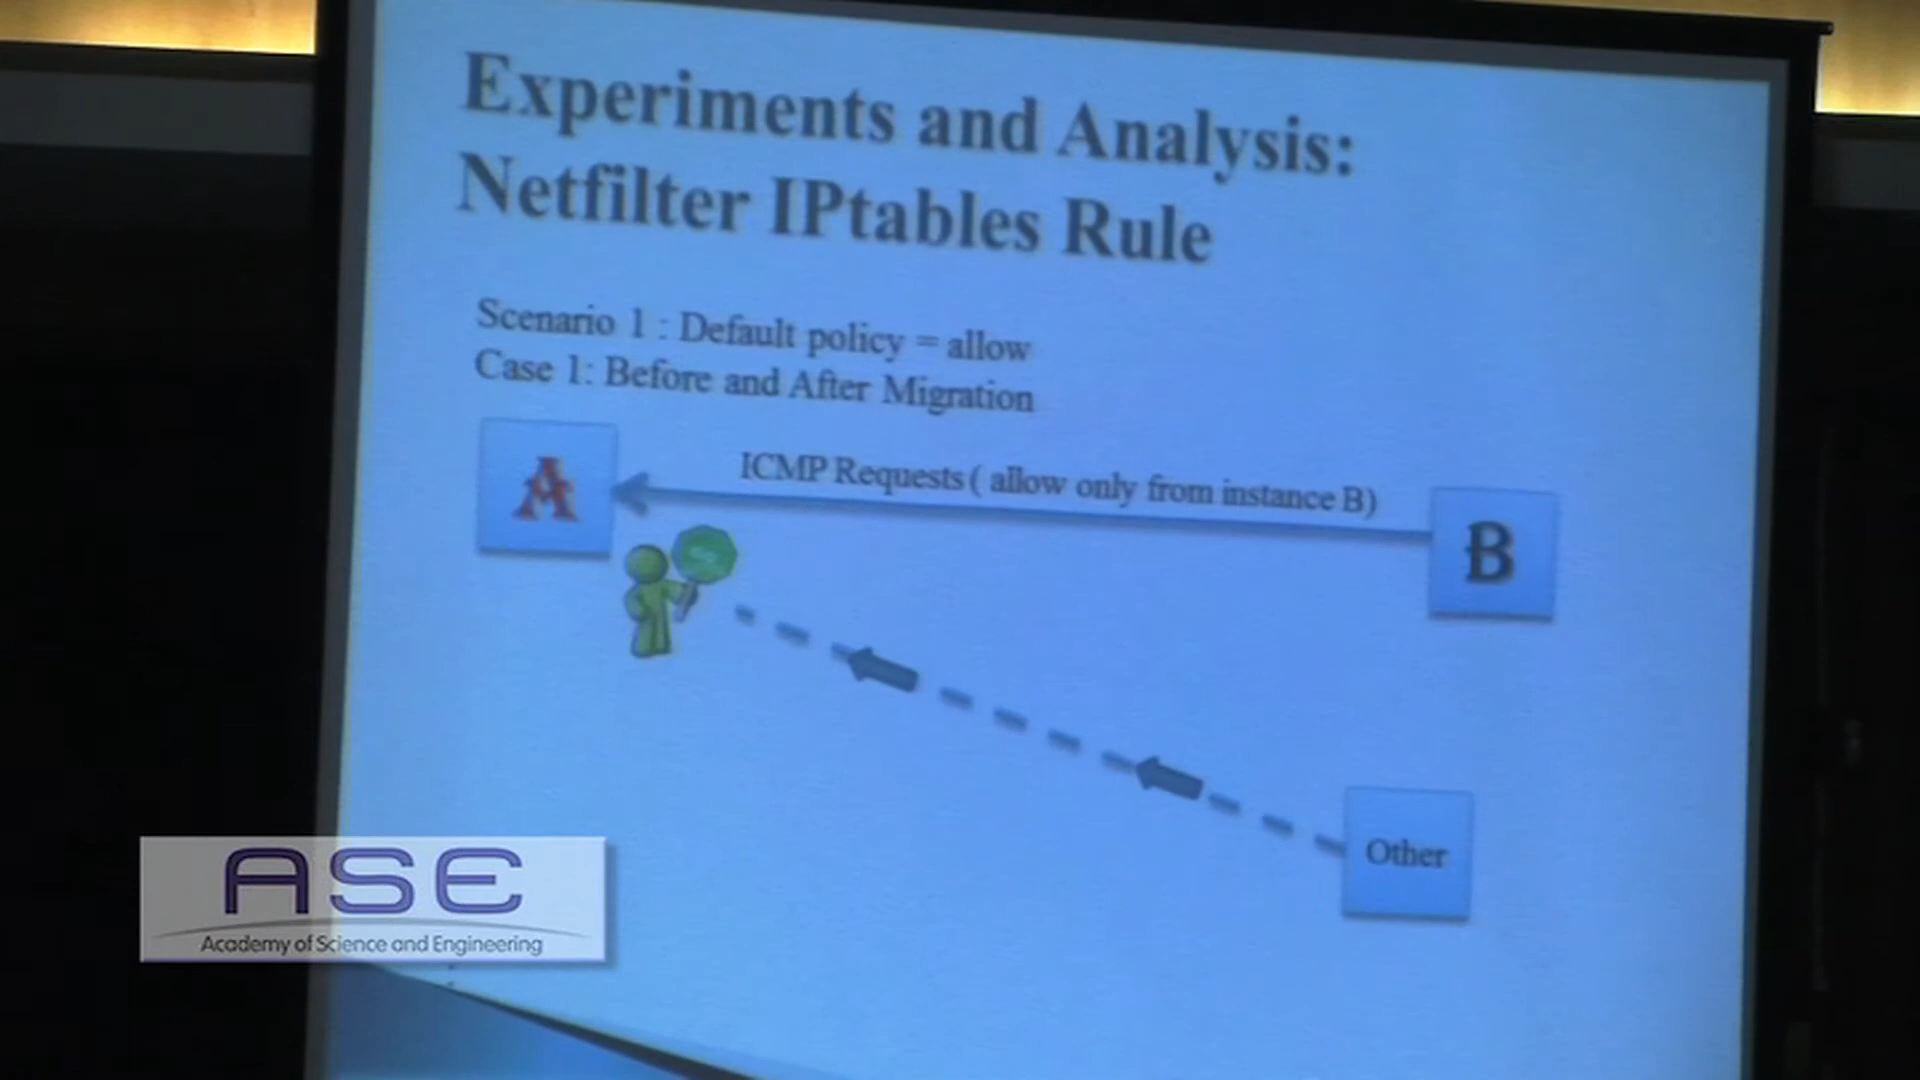 Experiments and Analysis:
Netfilter IPtables Rule
Scenario 1 : Default policy = allow
Case 1: Before and After Migration
A
ICMP Requests ( allow only from instance B)
B
Other
ASE
Academy of Science and Engineering